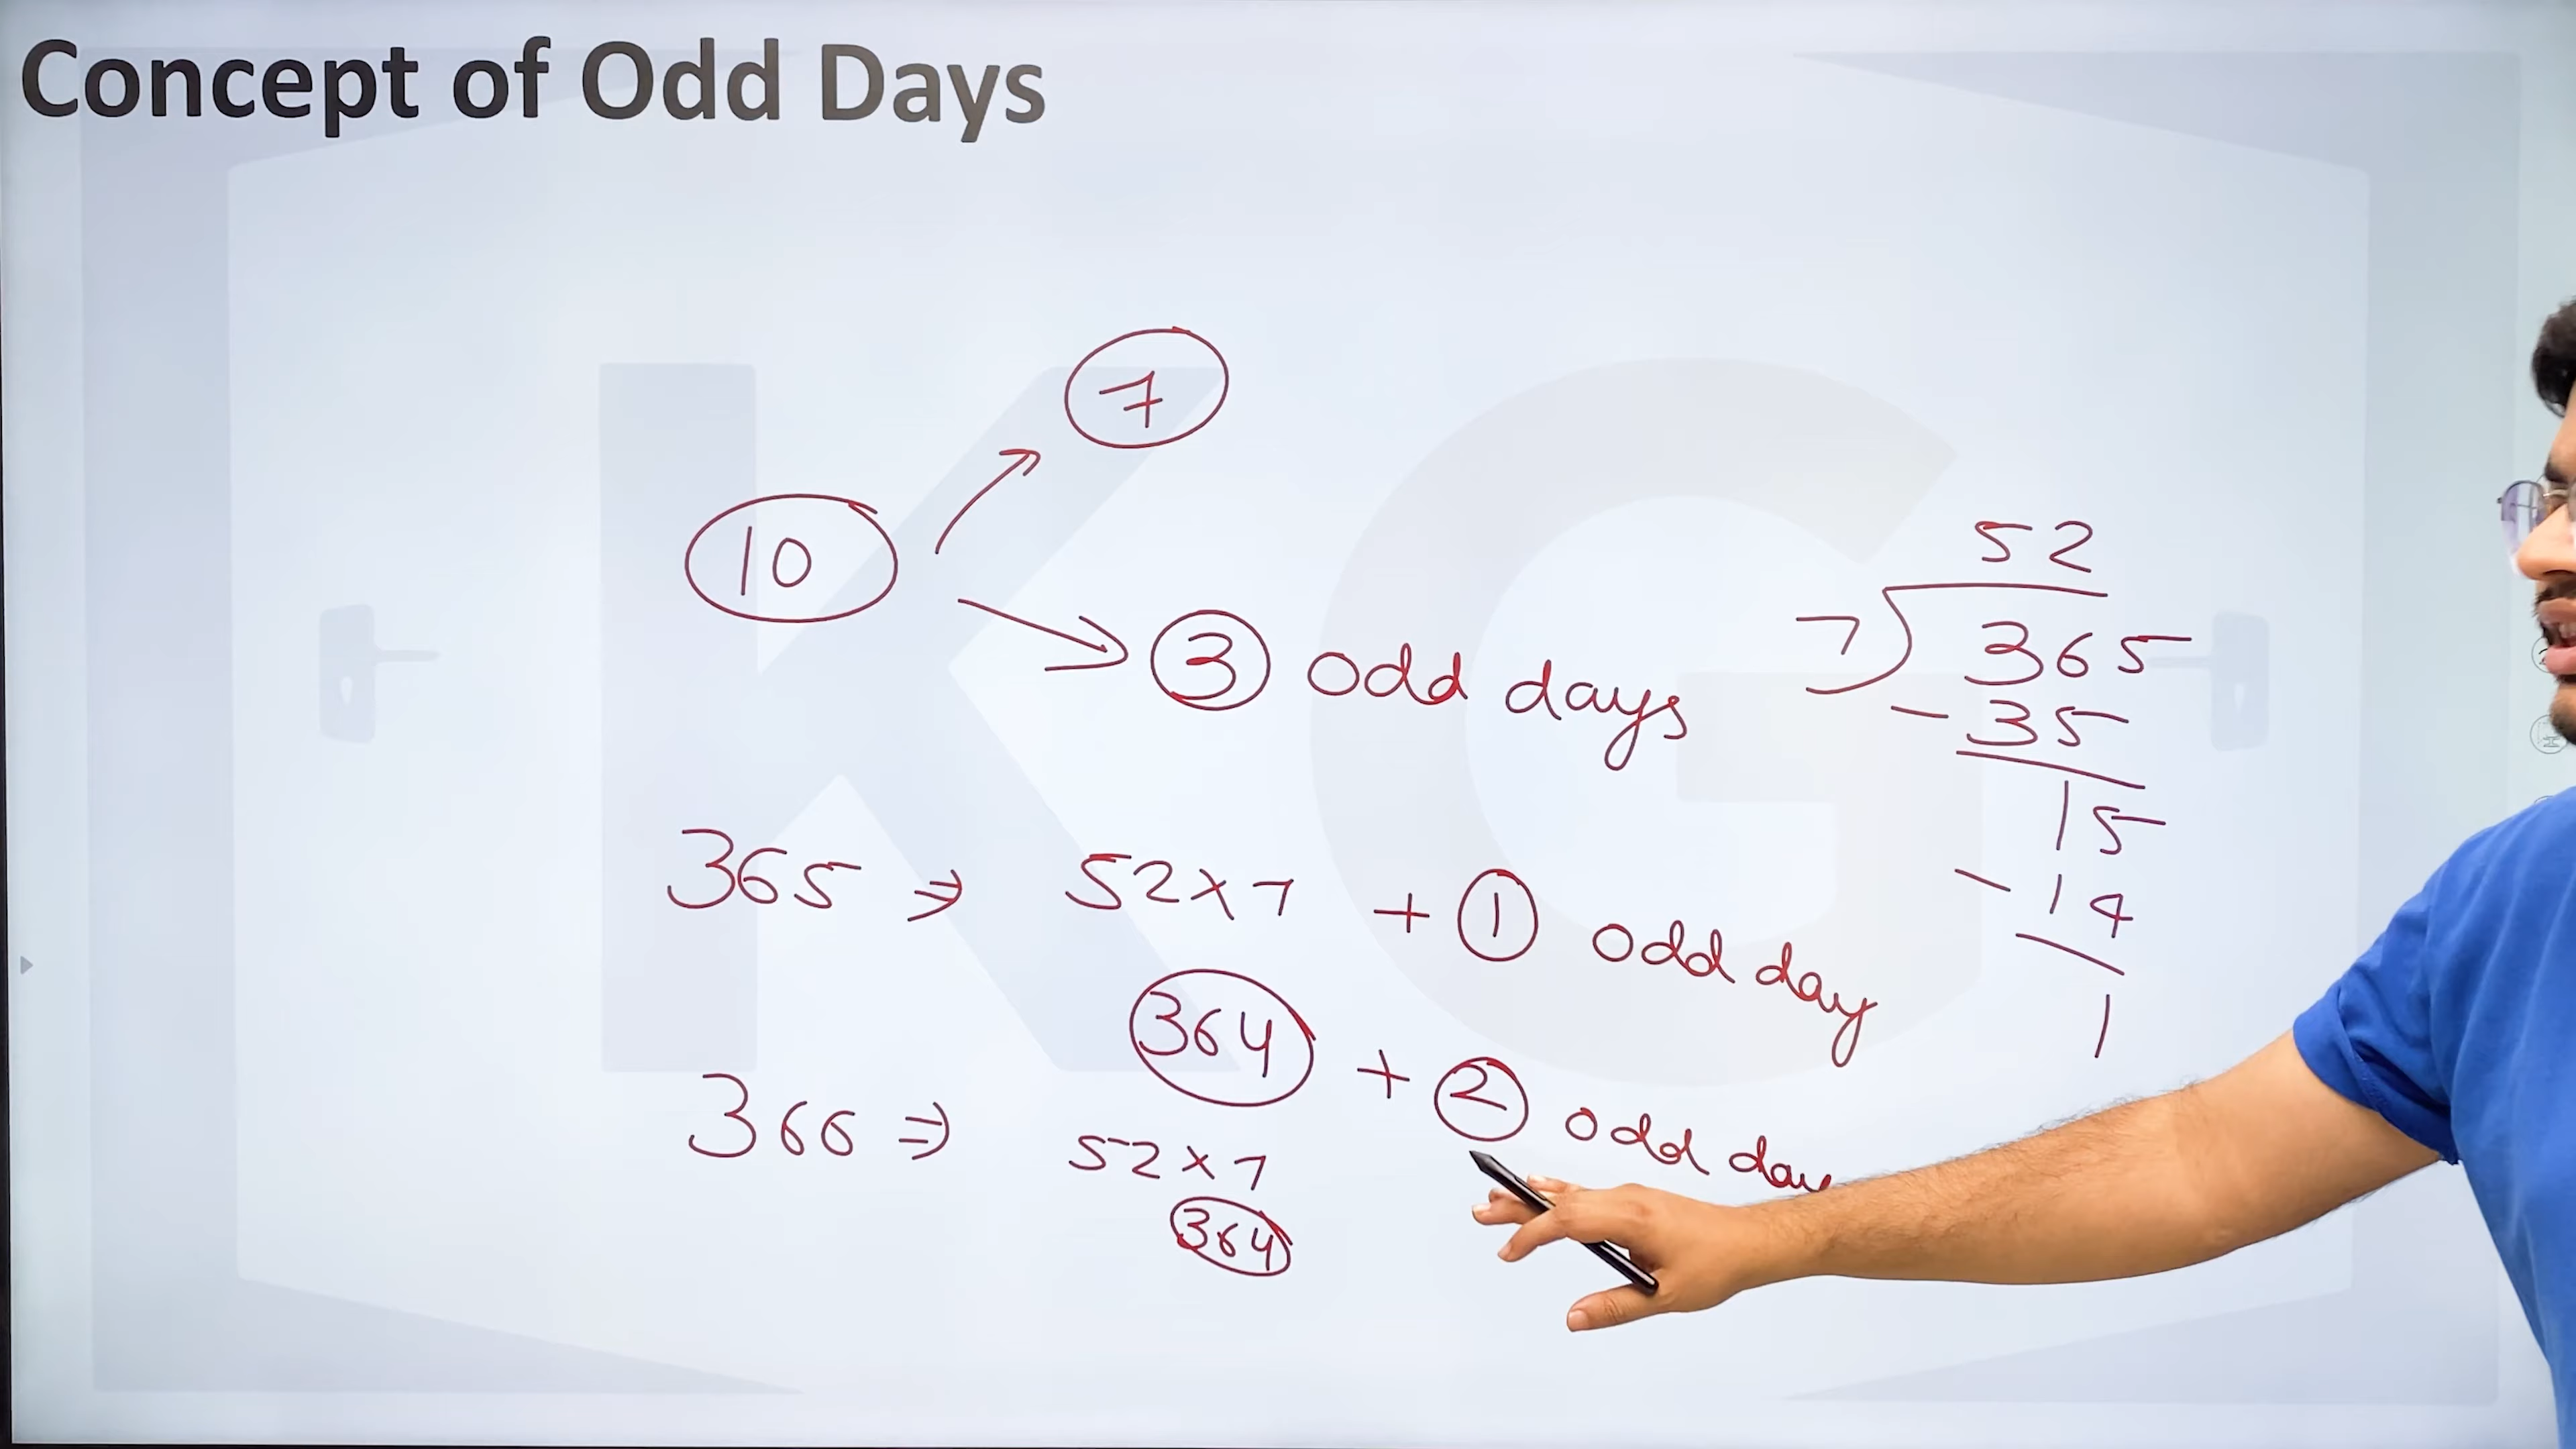 Concept of Odd Days
7
10
3 odd days
52
7 365
- 35
15
- 14
1
365 ⇒ 52 x 7 + 1 odd day
364
366 ⇒ 52 x 7 + 2 odd day
364
KG